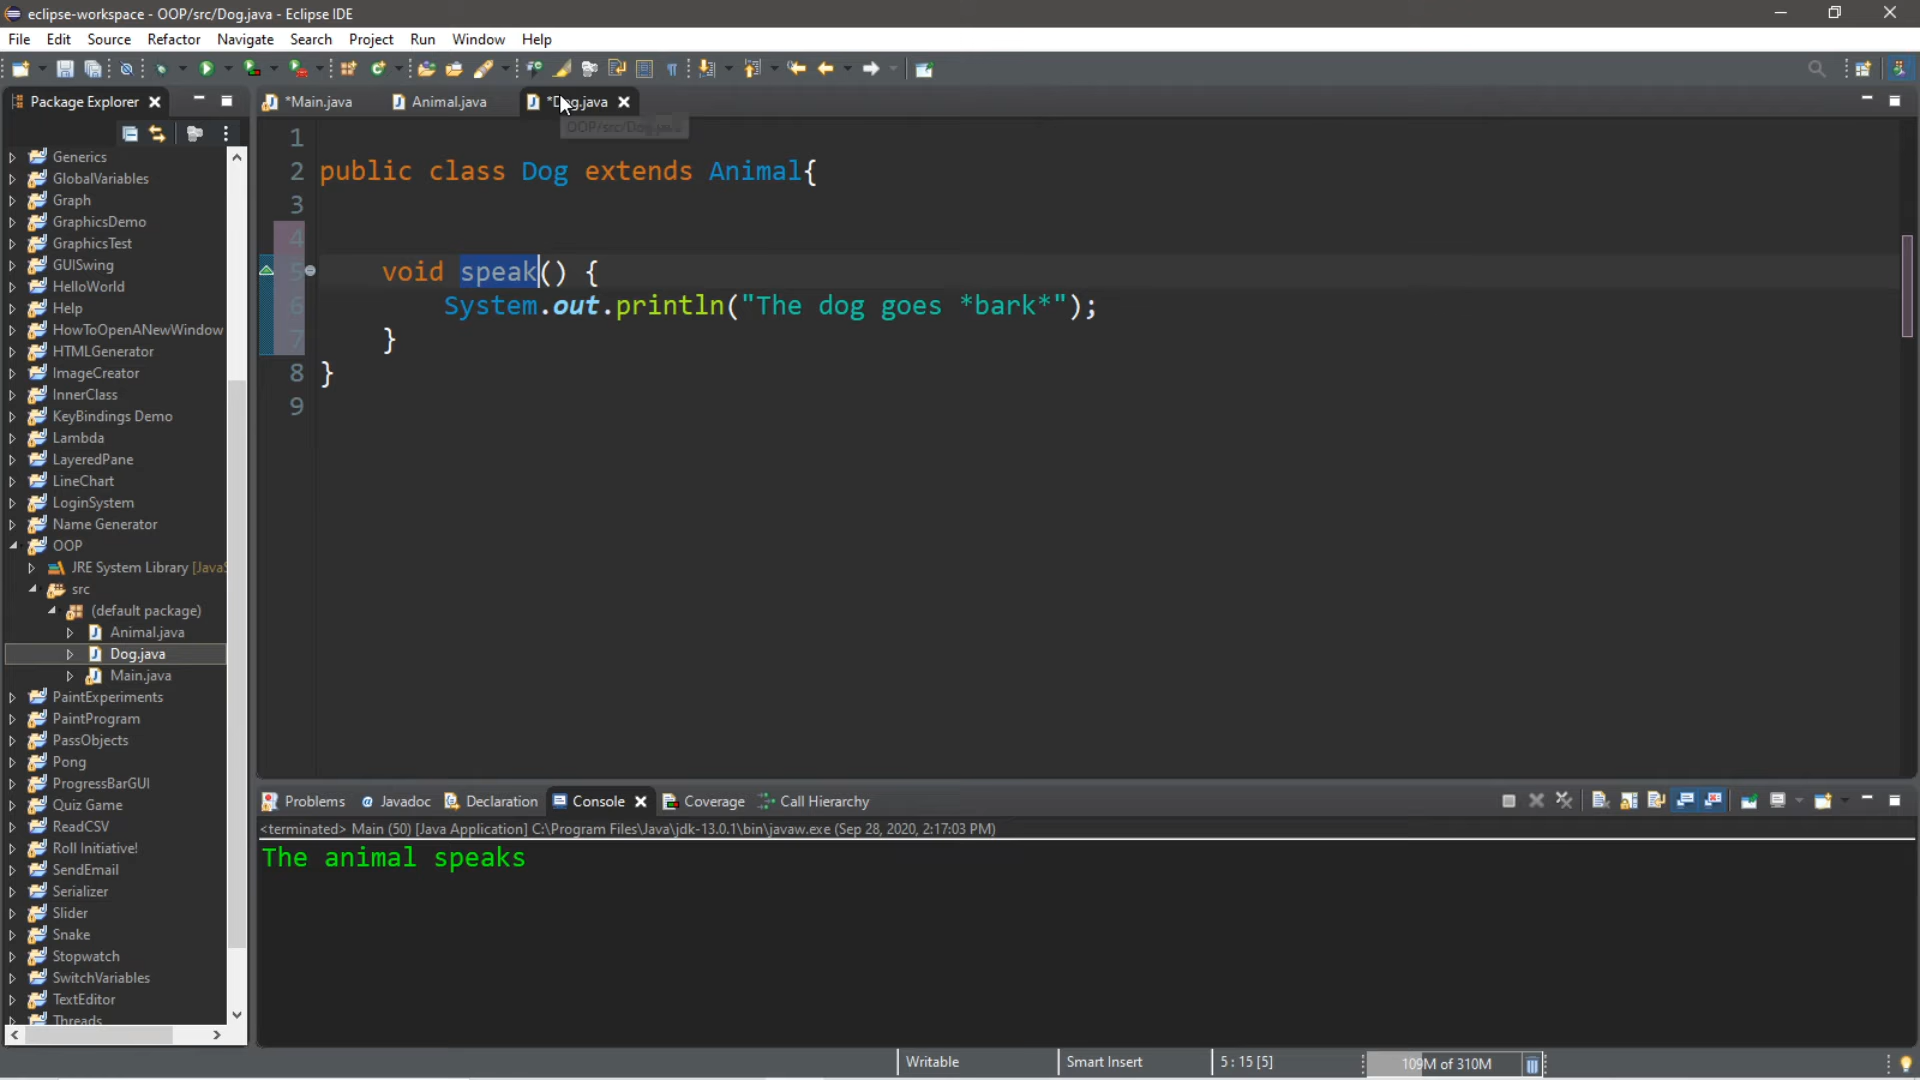 eclipse-workspace - OOP/src/Dog.java - Eclipse IDE
File Edit Source Refactor Navigate Search Project Run Window Help
Package Explorer
*Main.java Animal.java *Dog.java
OOP/src/Dog.java
Generics
GlobalVariables
Graph
GraphicsDemo
GraphicsTest
GUISwing
HelloWorld
Help
HowToOpenANewWindow
HTMLGenerator
ImageCreator
InnerClass
KeyBindings Demo
Lambda
LayeredPane
LineChart
LoginSystem
Name Generator
OOP
JRE System Library [JavaS
src
(default package)
Animal.java
Dog.java
Main.java
PaintExperiments
PaintProgram
PassObjects
Pong
ProgressBarGUI
Quiz Game
ReadCSV
Roll Initiative!
SendEmail
Serializer
Slider
Snake
Stopwatch
SwitchVariables
TextEditor
Threads
1
2 public class Dog extends Animal{
3
4
5 void speak() {
6 System.out.println("The dog goes *bark*");
7 }
8 }
9
Problems @ Javadoc Declaration Console Coverage Call Hierarchy
<terminated> Main (50) [Java Application] C:\Program Files\Java\jdk-13.0.1\bin\javaw.exe (Sep 28, 2020, 2:17:03 PM)
The animal speaks
Writable Smart Insert 5 : 15 [5] 109M of 310M